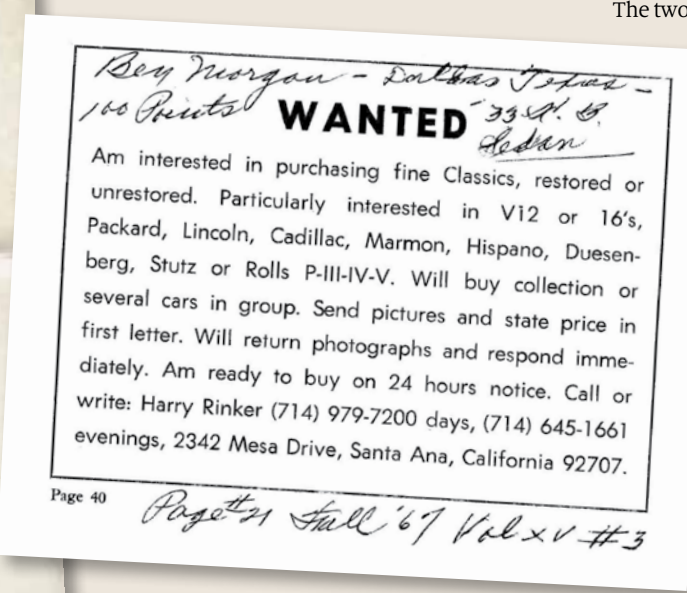 The two
Ben Morgan - Dallas Texas -
100 Points WANTED '33 A. B.
Sedan
Am interested in purchasing fine Classics, restored or
unrestored. Particularly interested in V12 or 16's,
Packard, Lincoln, Cadillac, Marmon, Hispano, Duesen-
berg, Stutz or Rolls P-III-IV-V. Will buy collection or
several cars in group. Send pictures and state price in
first letter. Will return photographs and respond imme-
diately. Am ready to buy on 24 hours notice. Call or
write: Harry Rinker (714) 979-7200 days, (714) 645-1661
evenings, 2342 Mesa Drive, Santa Ana, California 92707.
Page 40
Page #21 Fall '67 Vol XV #3